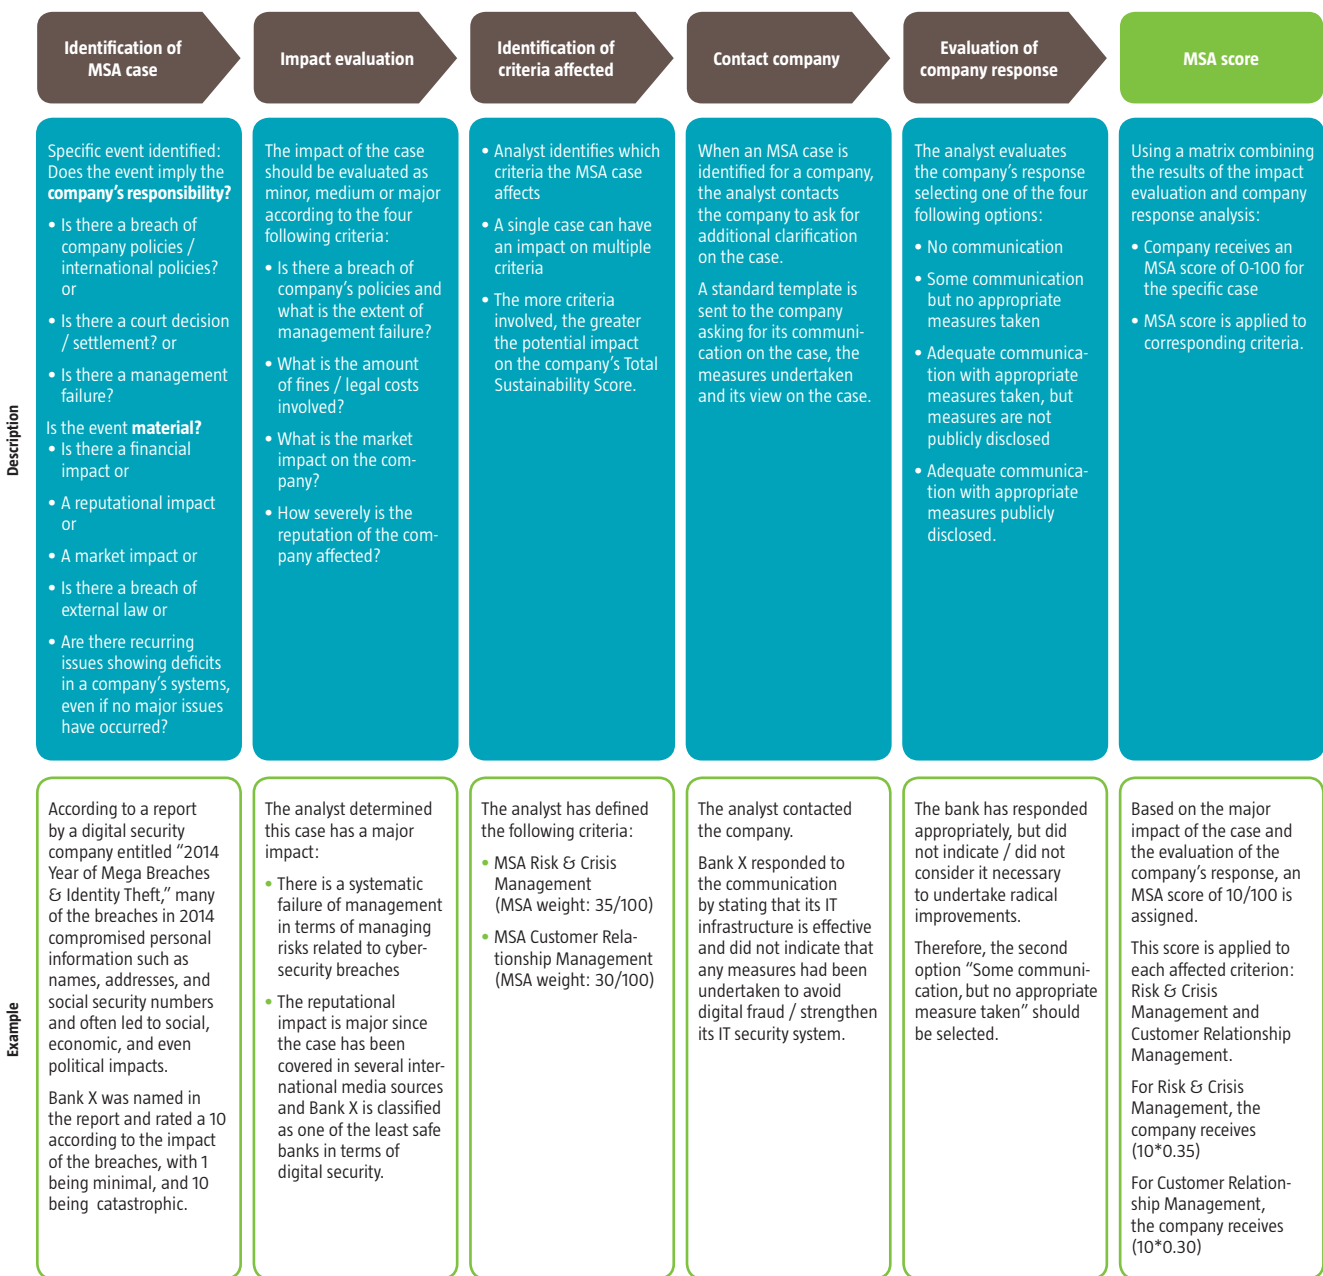 Identification of
MSA case
Impact evaluation
Identification of
criteria affected
Contact company
Evaluation of
company response
MSA score
Description
Specific event identified:
Does the event imply the
company's responsibility?
• Is there a breach of
company policies /
international policies?
or
• Is there a court decision
/ settlement? or
• Is there a management
failure?
Is the event material?
• Is there a financial
impact or
• A reputational impact
or
• A market impact or
• Is there a breach of
external law or
• Are there recurring
issues showing deficits
in a company's systems,
even if no major issues
have occurred?
The impact of the case
should be evaluated as
minor, medium or major
according to the four
following criteria:
• Is there a breach of
company's policies and
what is the extent of
management failure?
• What is the amount
of fines / legal costs
involved?
• What is the market
impact on the com-
pany?
• How severely is the
reputation of the com-
pany affected?
• Analyst identifies which
criteria the MSA case
affects
• A single case can have
an impact on multiple
criteria
• The more criteria
involved, the greater
the potential impact
on the company's Total
Sustainability Score.
When an MSA case is
identified for a company,
the analyst contacts
the company to ask for
additional clarification
on the case.
A standard template is
sent to the company
asking for its communi-
cation on the case, the
measures undertaken
and its view on the case.
The analyst evaluates
the company's response
selecting one of the four
following options:
• No communication
• Some communication
but no appropriate
measures taken
• Adequate communica-
tion with appropriate
measures taken, but
measures are not
publicly disclosed
• Adequate communica-
tion with appropriate
measures publicly
disclosed.
Using a matrix combining
the results of the impact
evaluation and company
response analysis:
• Company receives an
MSA score of 0-100 for
the specific case
• MSA score is applied to
corresponding criteria.
Example
According to a report
by a digital security
company entitled "2014
Year of Mega Breaches
& Identity Theft," many
of the breaches in 2014
compromised personal
information such as
names, addresses, and
social security numbers
and often led to social,
economic, and even
political impacts.
Bank X was named in
the report and rated a 10
according to the impact
of the breaches, with 1
being minimal, and 10
being catastrophic.
The analyst determined
this case has a major
impact:
• There is a systematic
failure of management
in terms of managing
risks related to cyber-
security breaches
• The reputational
impact is major since
the case has been
covered in several inter-
national media sources
and Bank X is classified
as one of the least safe
banks in terms of
digital security.
The analyst has defined
the following criteria:
• MSA Risk & Crisis
Management
(MSA weight: 35/100)
• MSA Customer Rela-
tionship Management
(MSA weight: 30/100)
The analyst contacted
the company.
Bank X responded to
the communication
by stating that its IT
infrastructure is effective
and did not indicate that
any measures had been
undertaken to avoid
digital fraud / strengthen
its IT security system.
The bank has responded
appropriately, but did
not indicate / did not
consider it necessary
to undertake radical
improvements.
Therefore, the second
option "Some communi-
cation, but no appropriate
measure taken" should
be selected.
Based on the major
impact of the case and
the evaluation of the
company's response, an
MSA score of 10/100 is
assigned.
This score is applied to
each affected criterion:
Risk & Crisis
Management and
Customer Relationship
Management.
For Risk & Crisis
Management, the
company receives
(10*0.35)
For Customer Relation-
ship Management,
the company receives
(10*0.30)